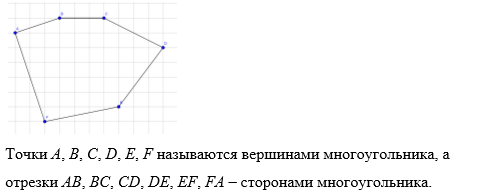 Точки A, B, C, D, E, F называются вершинами многоугольника, а
отрезки AB, BC, CD, DE, EF, FA – сторонами многоугольника.